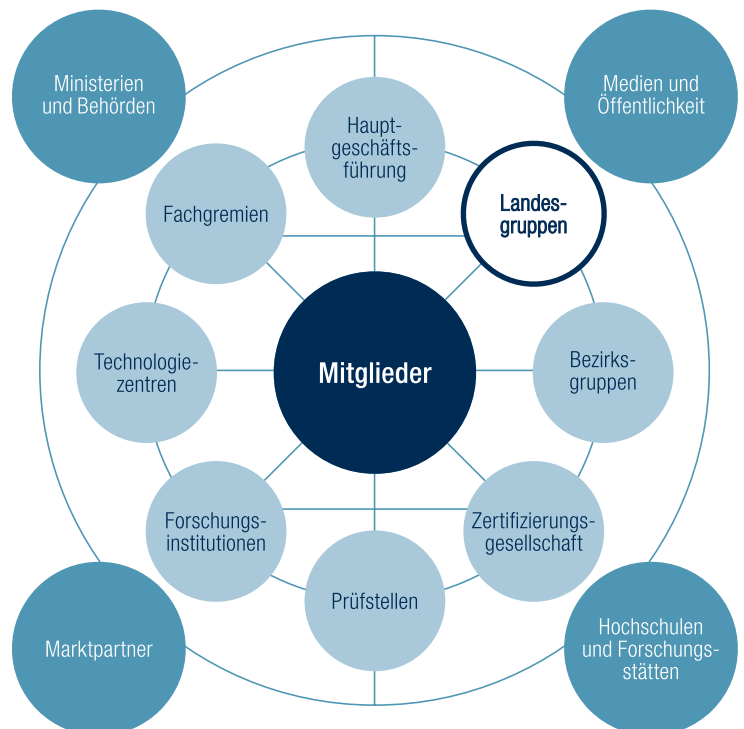 Ministerien
und Behörden
Medien und
Öffentlichkeit
Haupt-
geschäfts-
führung
Fachgremien
Landes-
gruppen
Technologie-
zentren
Mitglieder
Bezirks-
gruppen
Forschungs-
institutionen
Zertifizierungs-
gesellschaft
Prüfstellen
Marktpartner
Hochschulen
und Forschungs-
stätten